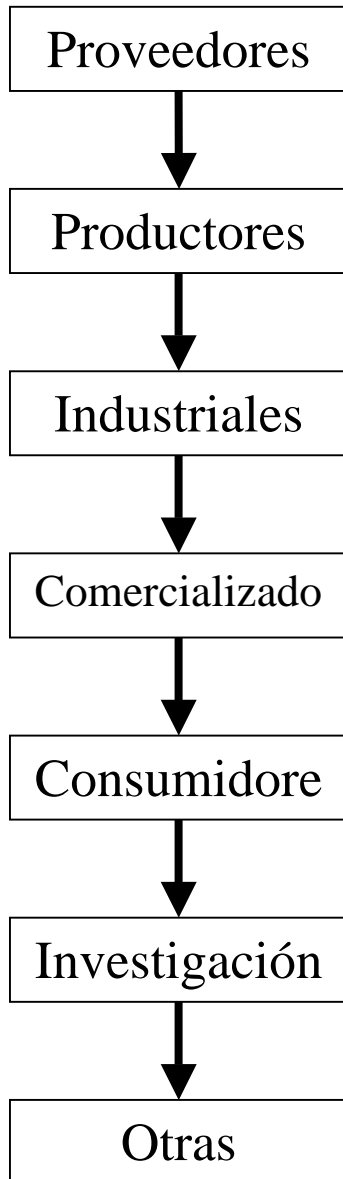 Proveedores
Productores
Industriales
Comercializado
Consumidore
Investigación
Otras